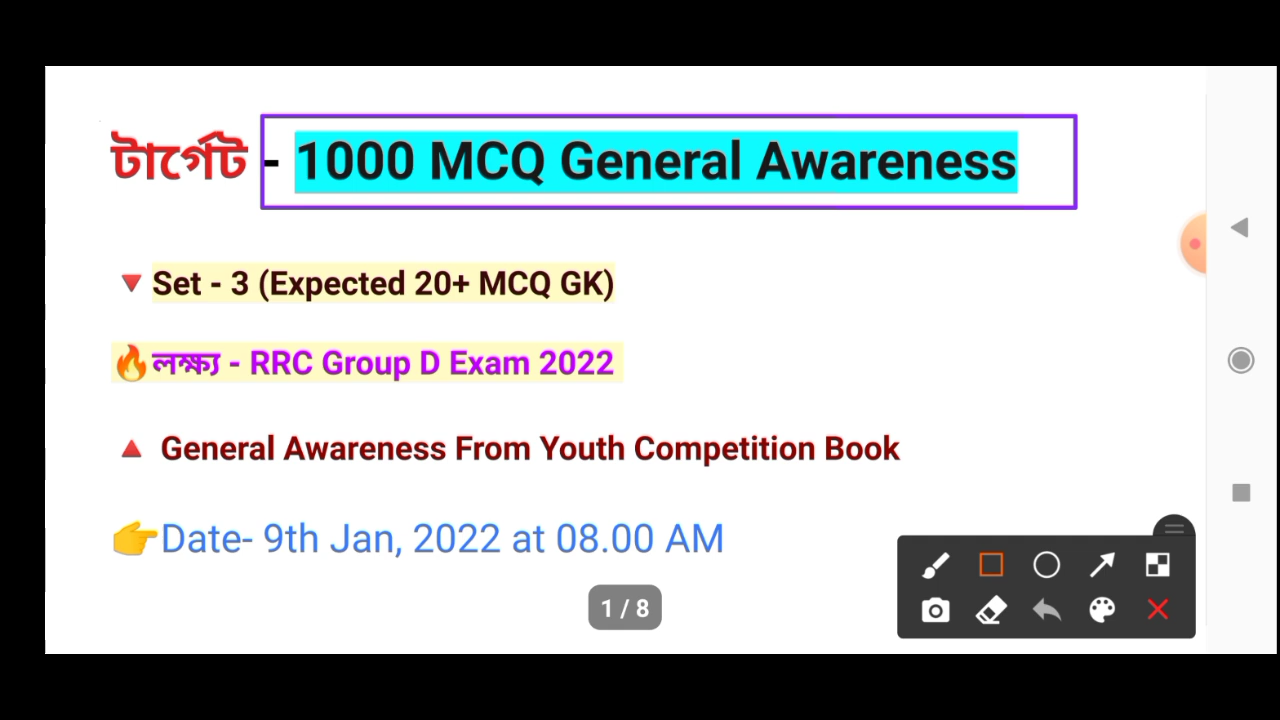 টার্গেট - 1000 MCQ General Awareness
🔻Set - 3 (Expected 20+ MCQ GK)
🔥লক্ষ্য - RRC Group D Exam 2022
🔺 General Awareness From Youth Competition Book
👉Date- 9th Jan, 2022 at 08.00 AM
1 / 8